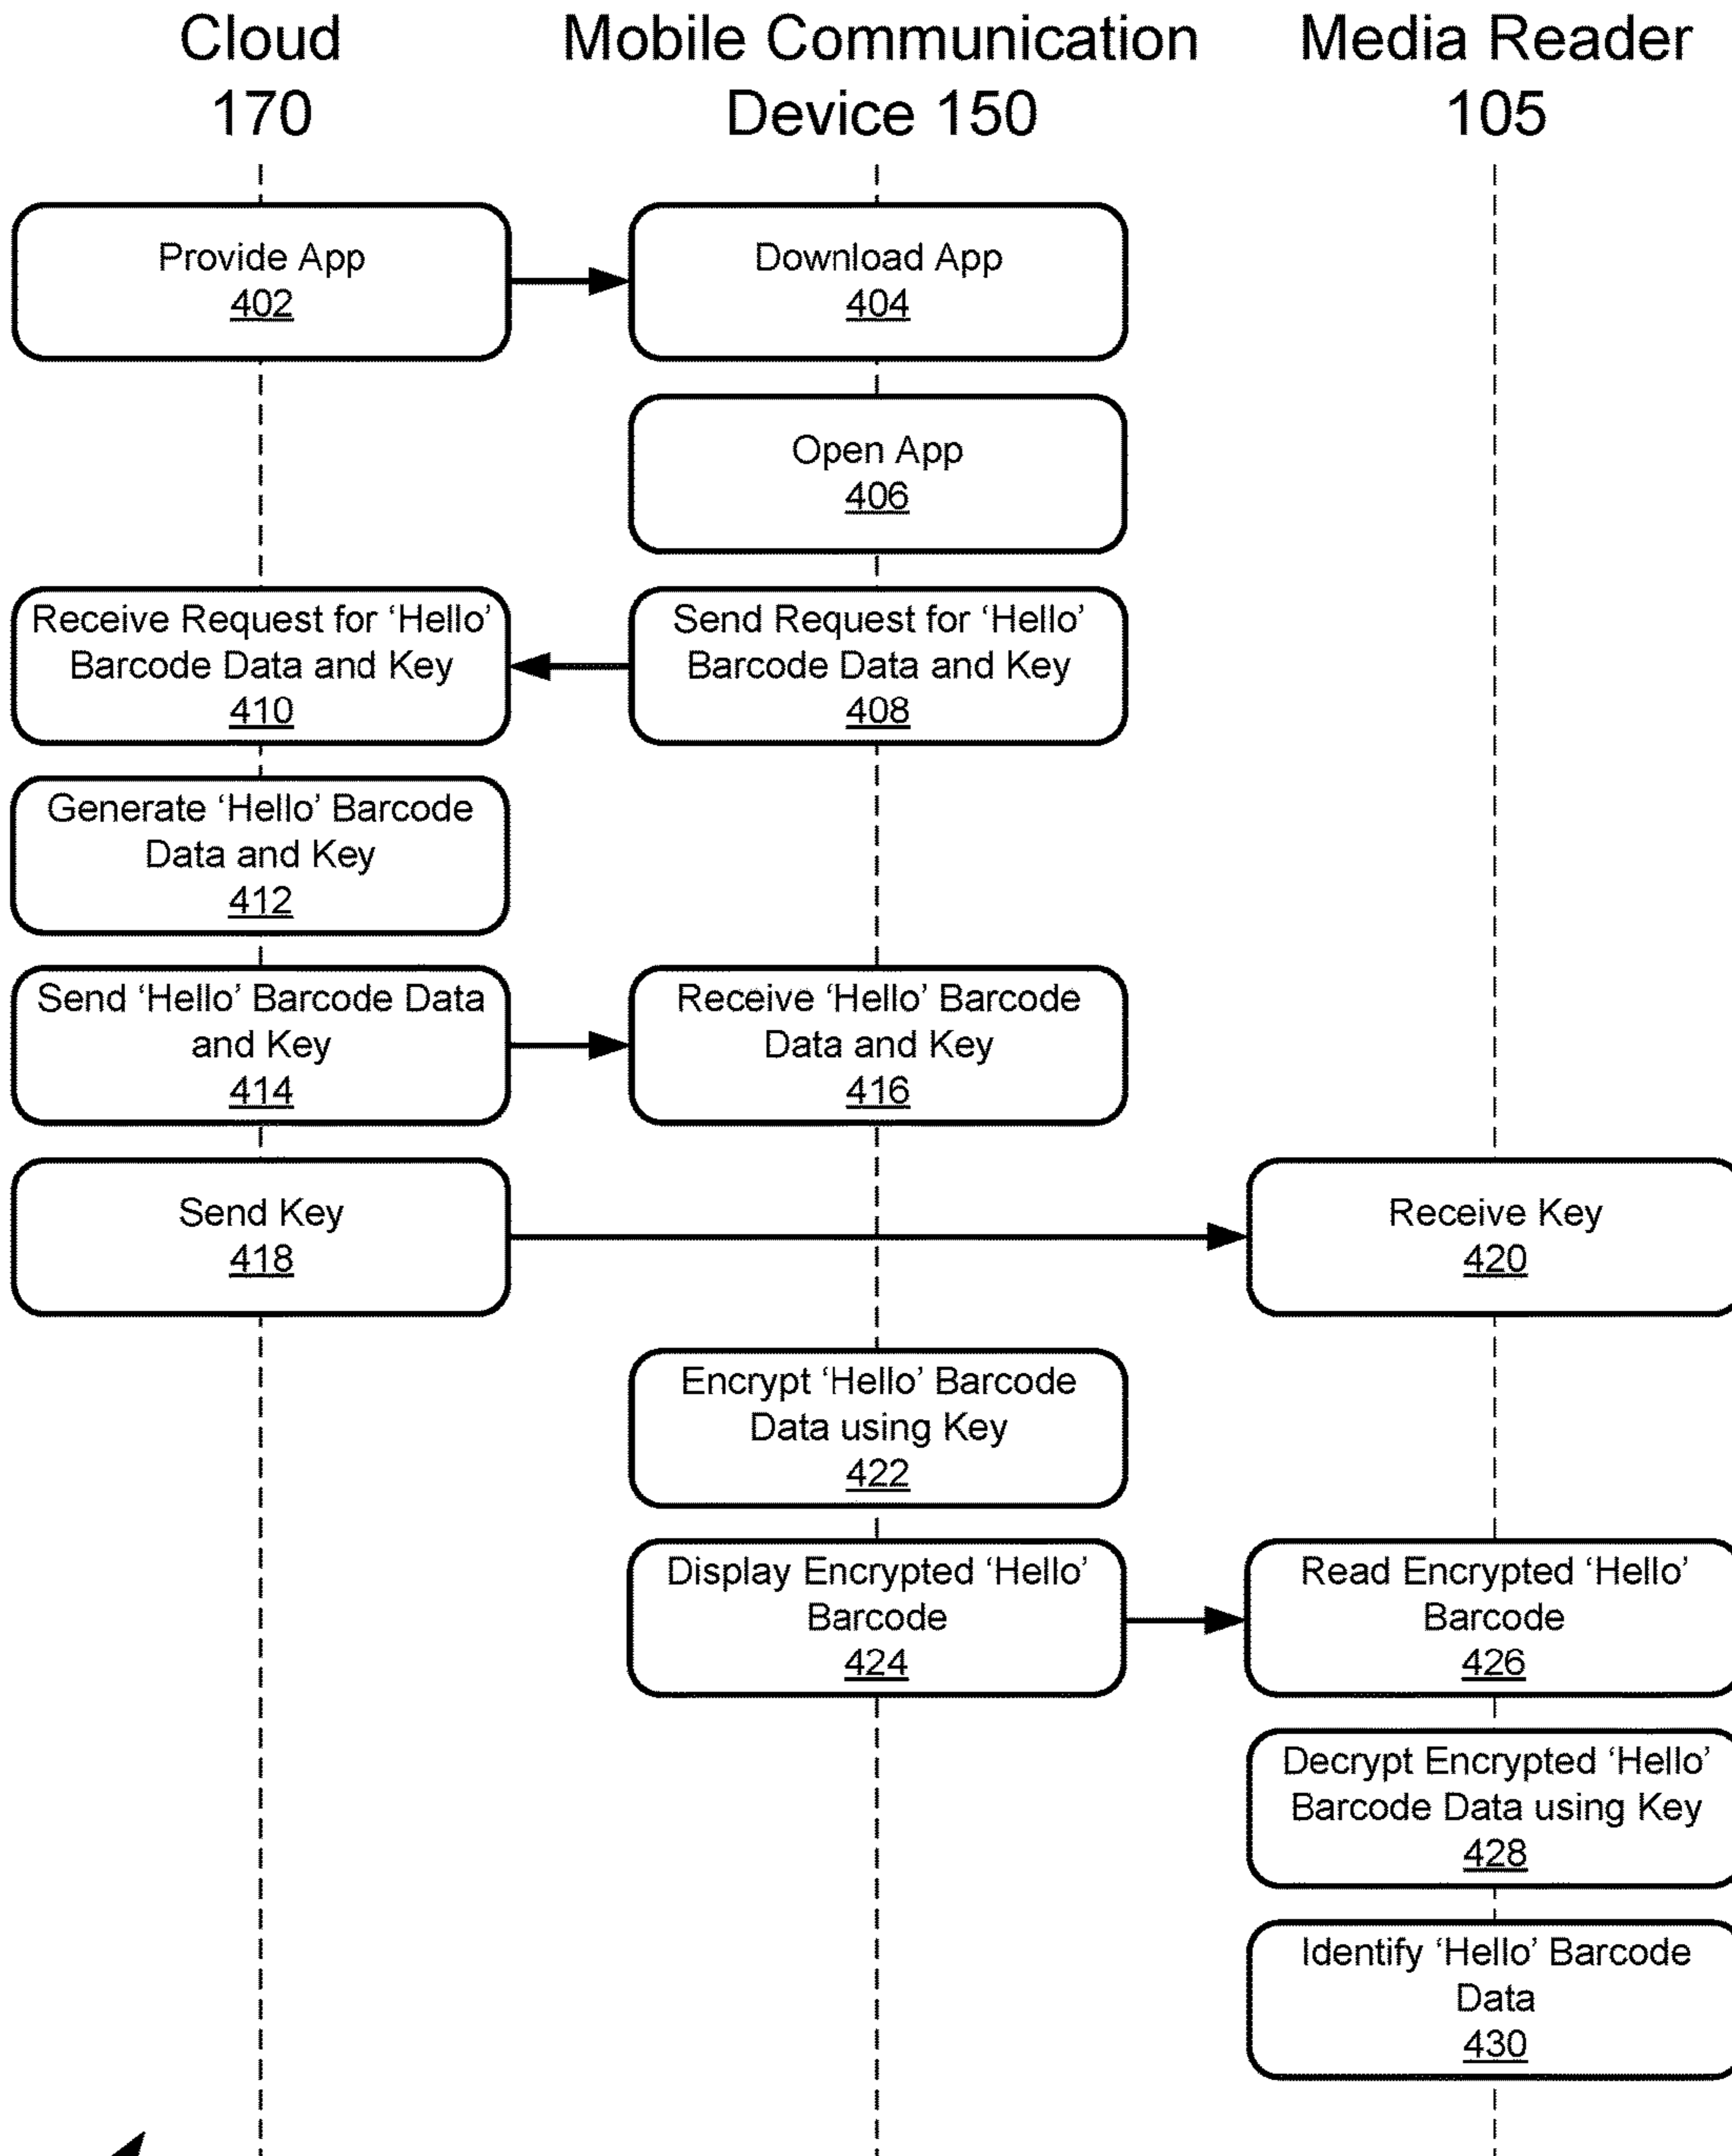 Cloud
170
Mobile Communication
Device 150
Media Reader
105
Provide App
402
Download App
404
Open App
406
Receive Request for ‘Hello’
Barcode Data and Key
410
Send Request for ‘Hello’
Barcode Data and Key
408
Generate ‘Hello’ Barcode
Data and Key
412
Send ‘Hello’ Barcode Data
and Key
414
Receive ‘Hello’ Barcode
Data and Key
416
Send Key
418
Receive Key
420
Encrypt ‘Hello’ Barcode
Data using Key
422
Display Encrypted ‘Hello’
Barcode
424
Read Encrypted ‘Hello’
Barcode
426
Decrypt Encrypted ‘Hello’
Barcode Data using Key
428
Identify ‘Hello’ Barcode
Data
430